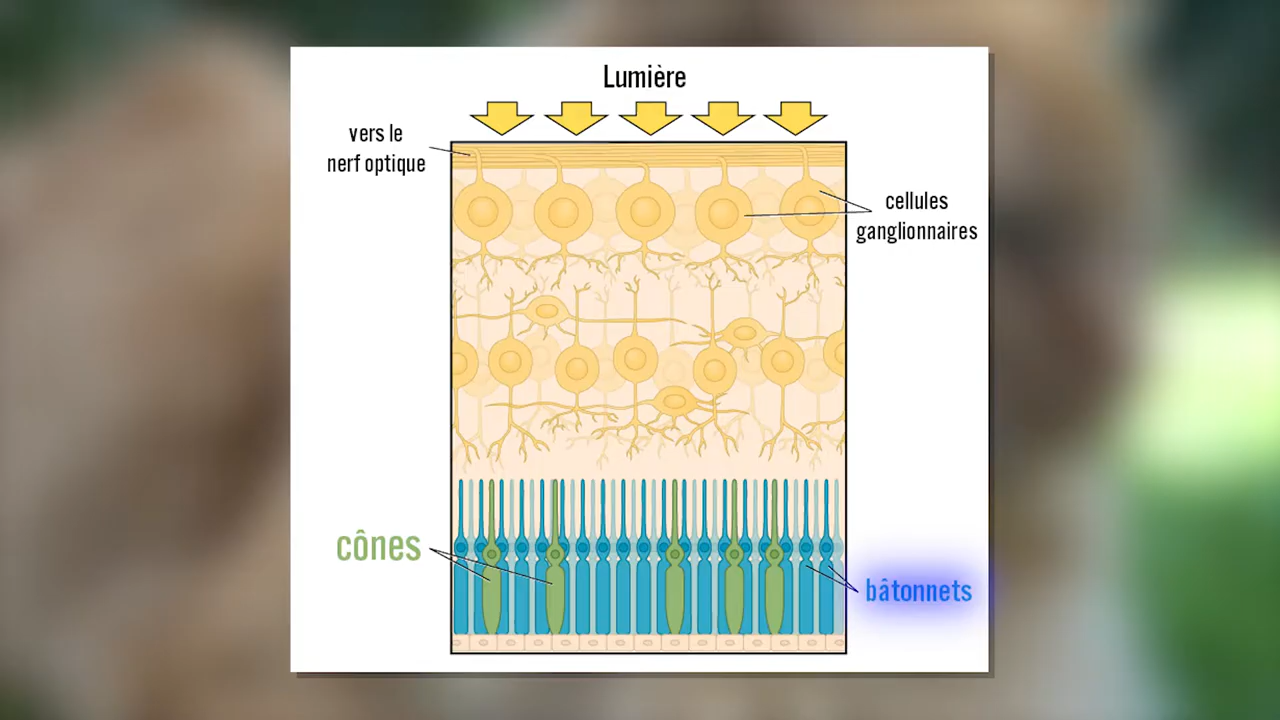 Lumière
vers le
nerf optique
cellules
ganglionnaires
cônes
bâtonnets